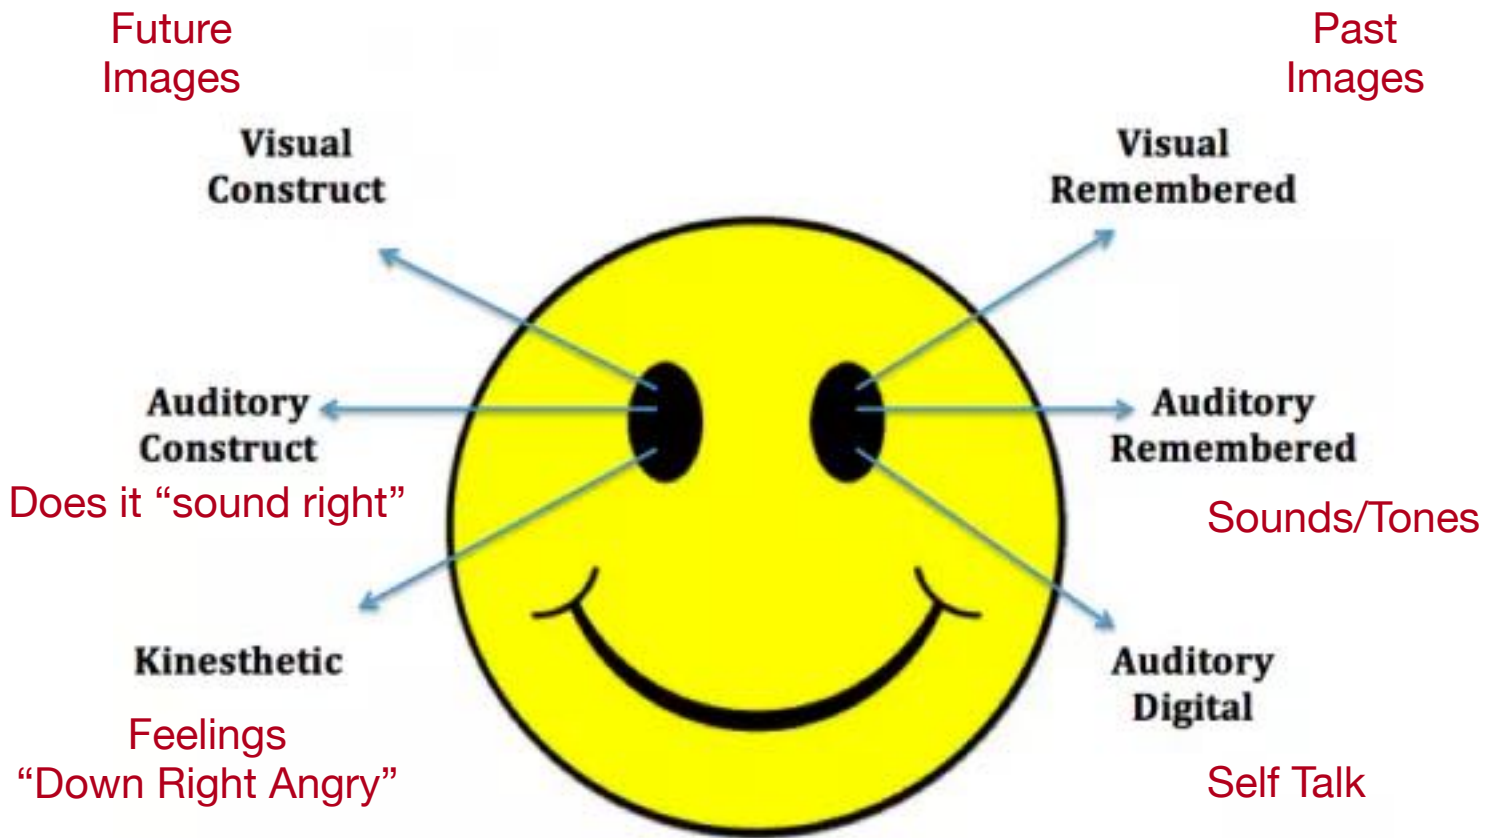 Future
Images
Past
Images
Visual
Construct
Visual
Remembered
Auditory
Construct
Auditory
Remembered
Does it “sound right”
Sounds/Tones
Kinesthetic
Auditory
Digital
Feelings
“Down Right Angry”
Self Talk